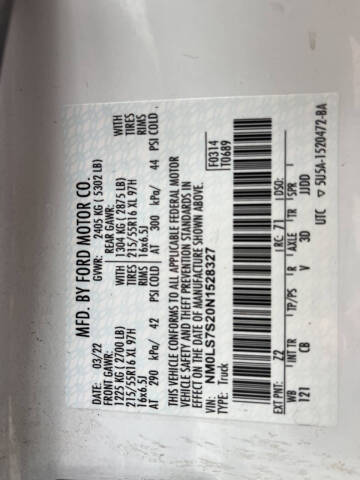 MFD. BY FORD MOTOR CO.
DATE: 03/22 GVWR: 2405 KG ( 5302 LB)
FRONT GAWR: REAR GAWR:
1225 KG ( 2700 LB) WITH 1304 KG ( 2875 LB) WITH
215/55R16 XL 97H TIRES 215/55R16 XL 97H TIRES
16x6.5J RIMS 16x6.5J RIMS
AT 290 kPa/ 42 PSI COLD AT 300 kPa/ 44 PSI COLD
THIS VEHICLE CONFORMS TO ALL APPLICABLE FEDERAL MOTOR
VEHICLE SAFETY AND THEFT PREVENTION STANDARDS IN
EFFECT ON THE DATE OF MANUFACTURE SHOWN ABOVE.
VIN: NM0LS7S20N1528327
TYPE: Truck
F0314
T0689
EXT PNT: Z2 RC: 71 DSO:
WB INT TR TP/PS R AXLE TR SPR
121 CB V 3D JJDD
UTC ▽ 5U5A-1520472-BA